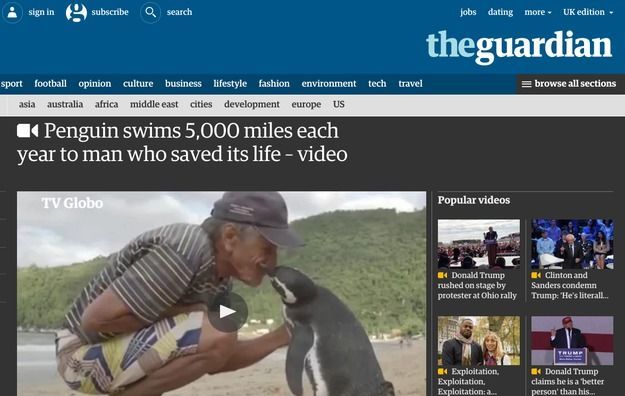 sign in subscribe search jobs dating more UK edition
theguardian
sport football opinion culture business lifestyle fashion environment tech travel browse all sections
asia australia africa middle east cities development europe US
Penguin swims 5,000 miles each
year to man who saved its life – video
TV Globo
Popular videos
Donald Trump
rushed on stage by
protester at Ohio rally
Clinton and
Sanders condemn
Trump: 'He's literall...
Exploitation,
Exploitation,
Exploitation: a...
TRUMP
Donald Trump
claims he is a 'better
person' than his...